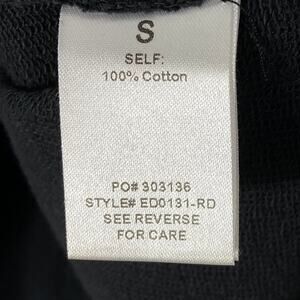 S
SELF:
100% Cotton
PO# 303136
STYLE# ED0131-RD
SEE REVERSE
FOR CARE